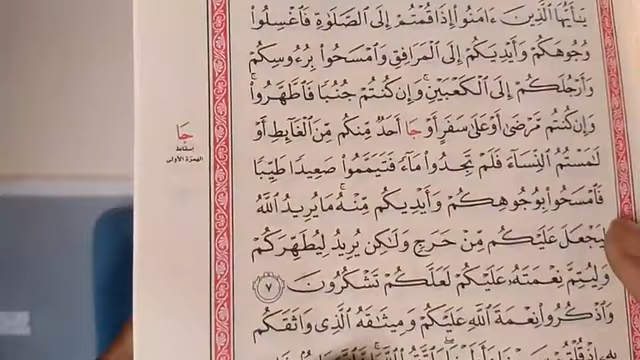 يَٰٓأَيُّهَا ٱلَّذِينَ ءَامَنُوٓا۟ إِذَا قُمْتُمْ إِلَى ٱلصَّلَوٰةِ فَٱغْسِلُوا۟
وُجُوهَكُمْ وَأَيْدِيَكُمْ إِلَى ٱلْمَرَافِقِ وَٱمْسَحُوا۟ بِرُءُوسِكُمْ
وَأَرْجُلَكُمْ إِلَى ٱلْكَعْبَيْنِ وَإِن كُنتُمْ جُنُبًا فَٱطَّهَّرُوا۟
وَإِن كُنتُم مَّرْضَىٰٓ أَوْ عَلَىٰ سَفَرٍ أَوْ جَا أَحَدٌ مِّنكُم مِّنَ ٱلْغَآئِطِ أَوْ
لَٰمَسْتُمُ ٱلنِّسَآءَ فَلَمْ تَجِدُوا۟ مَآءً فَتَيَمَّمُوا۟ صَعِيدًا طَيِّبًا
فَٱمْسَحُوا۟ بِوُجُوهِكُمْ وَأَيْدِيكُم مِّنْهُ مَا يُرِيدُ ٱللَّهُ
لِيَجْعَلَ عَلَيْكُم مِّنْ حَرَجٍ وَلَٰكِن يُرِيدُ لِيُطَهِّرَكُمْ
وَلِيُتِمَّ نِعْمَتَهُۥ عَلَيْكُمْ لَعَلَّكُمْ تَشْكُرُونَ ٧
وَٱذْكُرُوا۟ نِعْمَةَ ٱللَّهِ عَلَيْكُمْ وَمِيثَٰقَهُ ٱلَّذِى وَاثَقَكُم
جَا
إسقاط
الهمزة الأولى